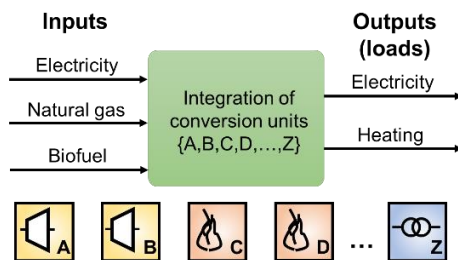 Inputs
Outputs
(loads)
Electricity
Natural gas
Biofuel
Integration of
conversion units
{A,B,C,D,...,Z}
Electricity
Heating
A
B
C
D
...
Z